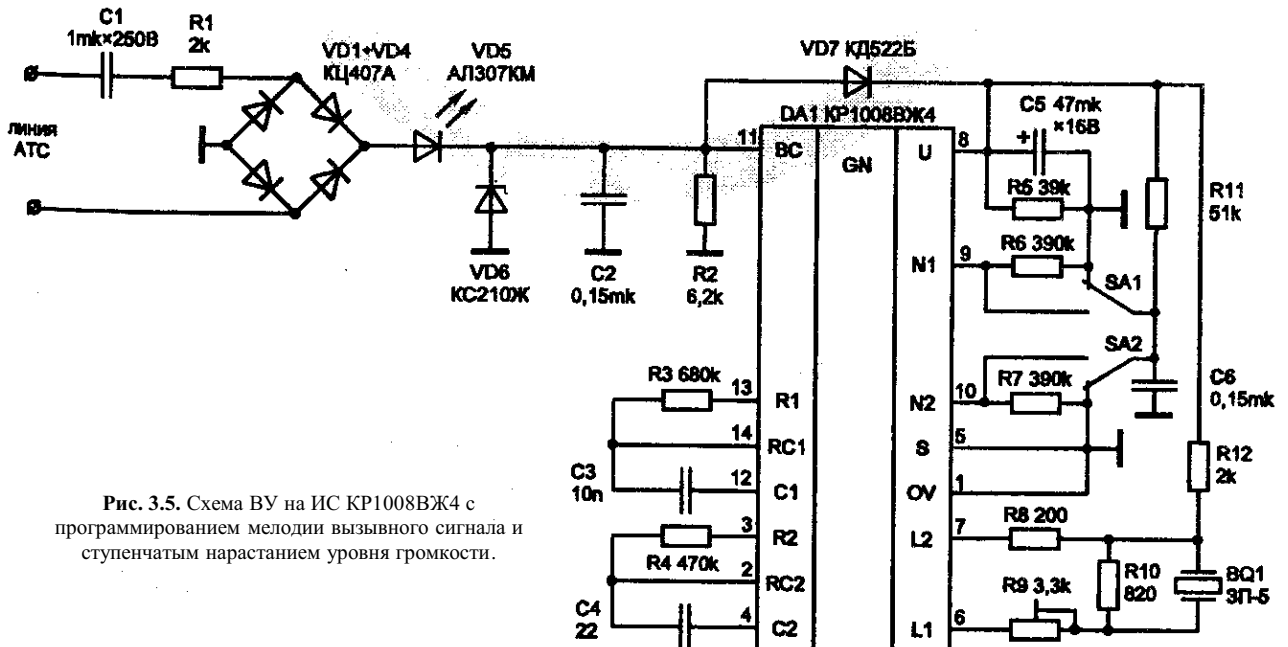 C1
1mk×250В
R1
2k
VD1÷VD4
КЦ407А
VD5
АЛ307КМ
VD7 КД522Б
линия
АТС
DA1 КР1008ВЖ4
11
BC
GN
U
8
C5 47mk
×16В
+
R5 39k
R11
51k
VD6
КС210Ж
C2
0,15mk
R2
6,2k
N1
9
R6 390k
SA1
SA2
R3 680k
13
R1
N2
10
R7 390k
C6
0,15mk
14
RC1
S
5
C3
10n
12
C1
OV
1
R12
2k
3
R2
L2
7
R8 200
R4 470k
2
RC2
R9 3,3k
R10
820
BQ1
ЗП-5
C4
22
4
C2
L1
6
Рис. 3.5. Схема ВУ на ИС КР1008ВЖ4 с
программированием мелодии вызывного сигнала и
ступенчатым нарастанием уровня громкости.